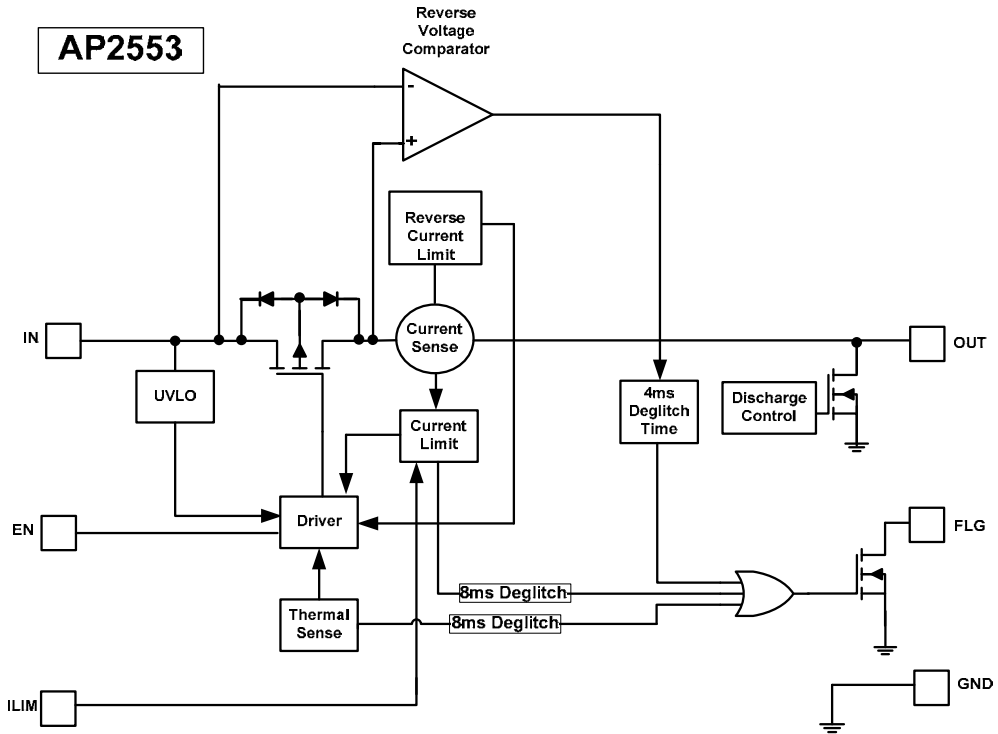 AP2553
Reverse
Voltage
Comparator
-
+
Reverse
Current
Limit
IN
Current
Sense
OUT
UVLO
4ms
Deglitch
Time
Discharge
Control
Current
Limit
EN
Driver
FLG
8ms Deglitch
Thermal
Sense
8ms Deglitch
GND
ILIM